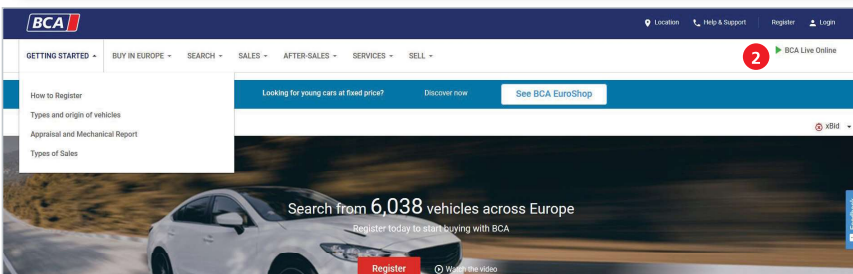 BCA
Location Help & Support Register Login
GETTING STARTED BUY IN EUROPE SEARCH SALES AFTER-SALES SERVICES SELL
2 BCA Live Online
How to Register
Types and origin of vehicles
Appraisal and Mechanical Report
Types of Sales
Looking for young cars at fixed price? Discover now See BCA EuroShop
xBid
Search from 6,038 vehicles across Europe
Register today to start buying with BCA
Register Watch the video
Feedback